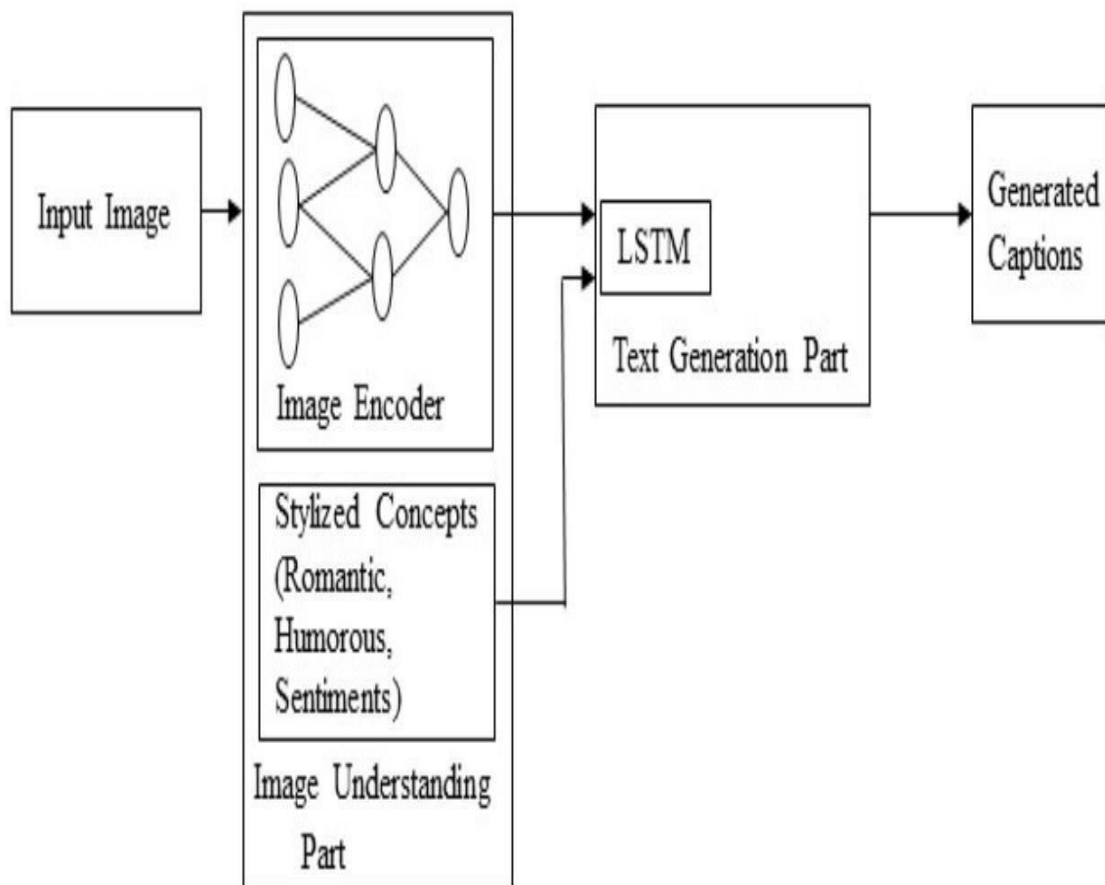 Input Image
Image Encoder
Stylized Concepts
(Romantic,
Humorous,
Sentiments)
Image Understanding
Part
LSTM
Text Generation Part
Generated
Captions